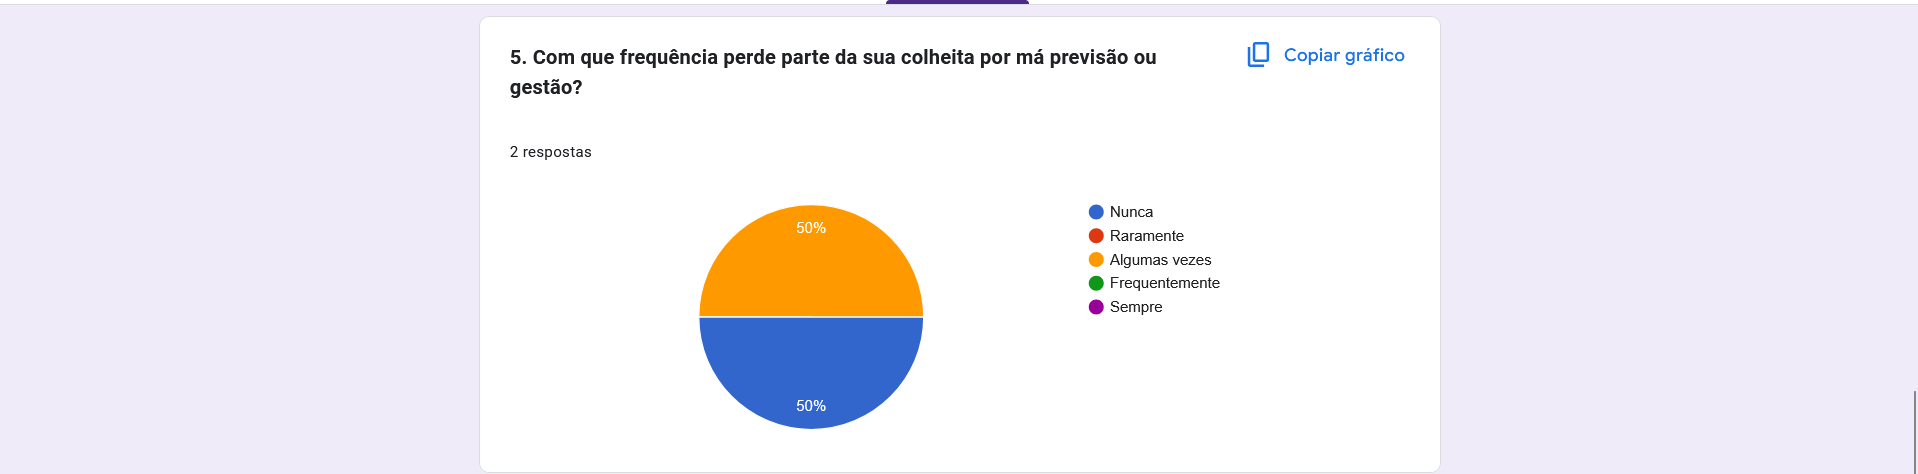 5. Com que frequência perde parte da sua colheita por má previsão ou
gestão?
Copiar gráfico
2 respostas
50%
50%
Nunca
Raramente
Algumas vezes
Frequentemente
Sempre